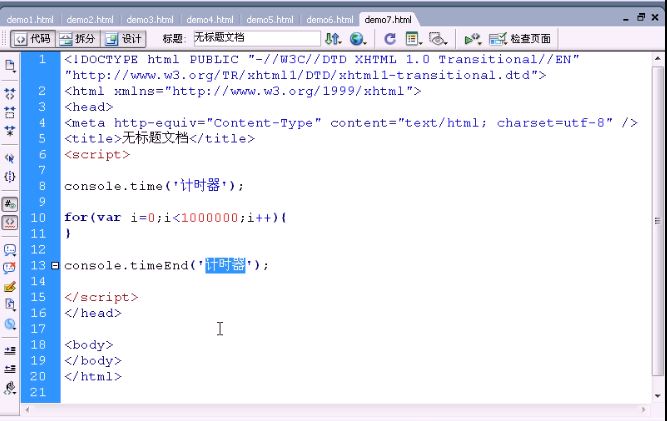 demo1.html demo2.html demo3.html demo4.html demo5.html demo6.html demo7.html
代码 拆分 设计 标题: 无标题文档 检查页面
1 <!DOCTYPE html PUBLIC "-//W3C//DTD XHTML 1.0 Transitional//EN"
"http://www.w3.org/TR/xhtml1/DTD/xhtml1-transitional.dtd">
2 <html xmlns="http://www.w3.org/1999/xhtml">
3 <head>
4 <meta http-equiv="Content-Type" content="text/html; charset=utf-8" />
5 <title>无标题文档</title>
6 <script>
7
8 console.time('计时器');
9
10 for(var i=0;i<1000000;i++){
11 }
12
13 console.timeEnd('计时器');
14
15 </script>
16 </head>
17
18 <body>
19 </body>
20 </html>
21